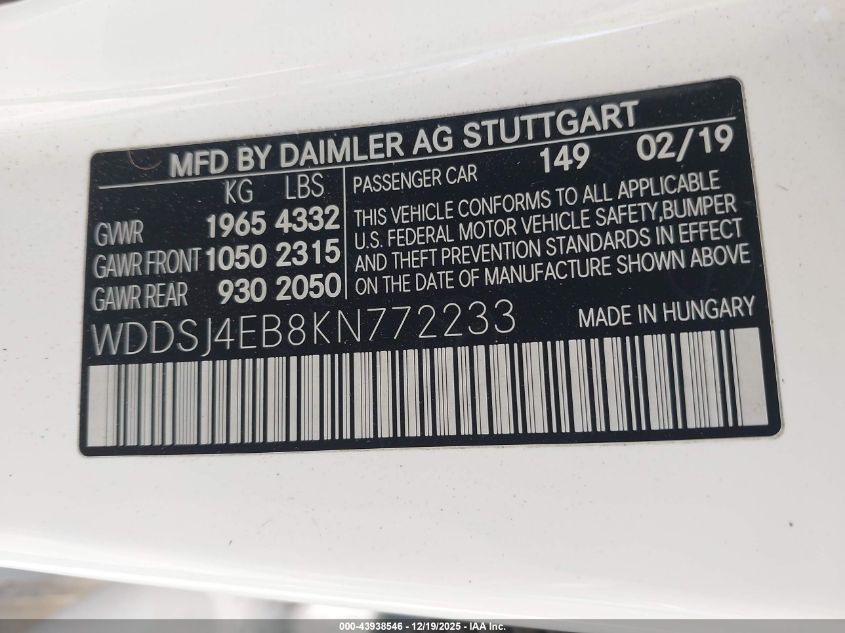 MFD BY DAIMLER AG STUTTGART
KG LBS
GVWR 1965 4332
GAWR FRONT 1050 2315
GAWR REAR 930 2050
PASSENGER CAR 149 02/19
THIS VEHICLE CONFORMS TO ALL APPLICABLE
U.S. FEDERAL MOTOR VEHICLE SAFETY,BUMPER
AND THEFT PREVENTION STANDARDS IN EFFECT
ON THE DATE OF MANUFACTURE SHOWN ABOVE
WDDSJ4EB8KN772233 MADE IN HUNGARY
000-43938546 - 12/19/2025 - IAA Inc.